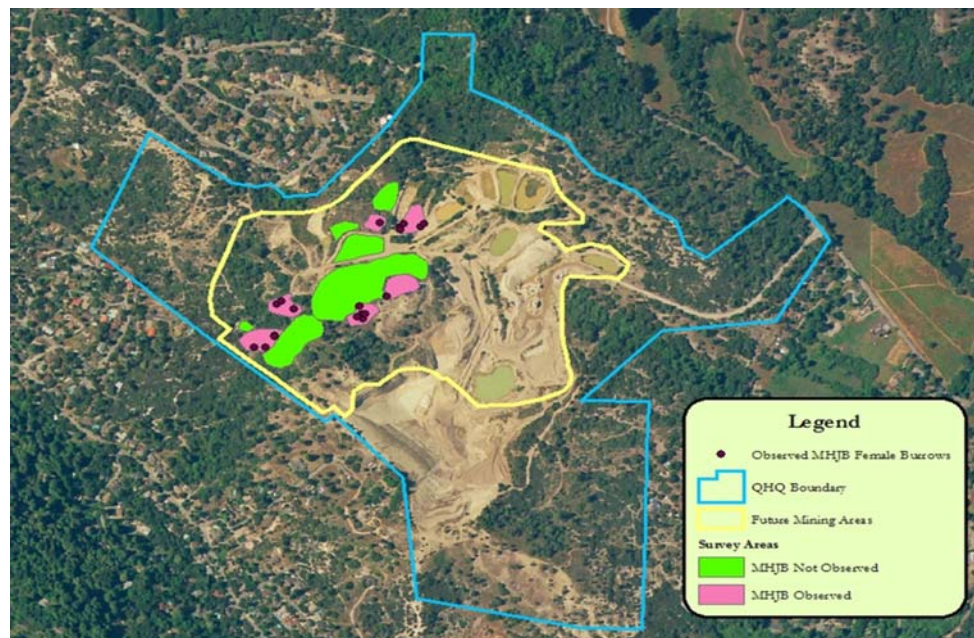 Legend
Observed MHJB Female Burrows
QHQ Boundary
Future Mining Areas
Survey Areas
MHJB Not Observed
MHJB Observed